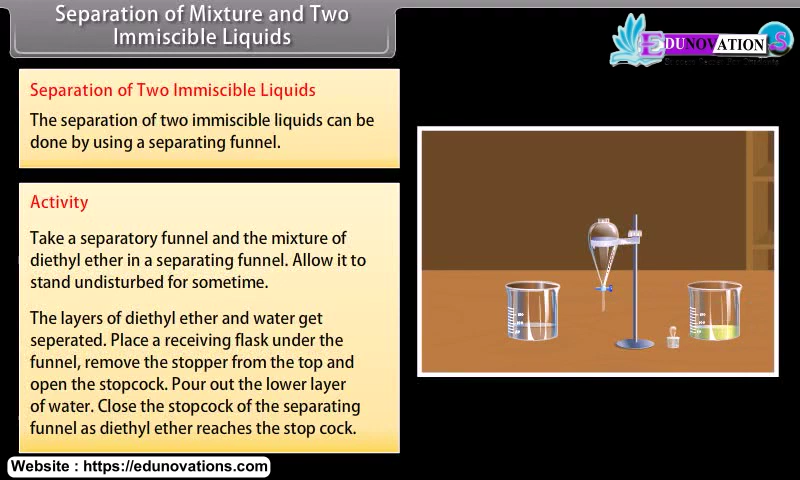 Separation of Mixture and Two
Immiscible Liquids
EDUNOVATION.S
Separation of Two Immiscible Liquids
The separation of two immiscible liquids can be
done by using a separating funnel.
Activity
Take a separatory funnel and the mixture of
diethyl ether in a separating funnel. Allow it to
stand undisturbed for sometime.
The layers of diethyl ether and water get
seperated. Place a receiving flask under the
funnel, remove the stopper from the top and
open the stopcock. Pour out the lower layer
of water. Close the stopcock of the separating
funnel as diethyl ether reaches the stop cock.
Website : https://edunovations.com